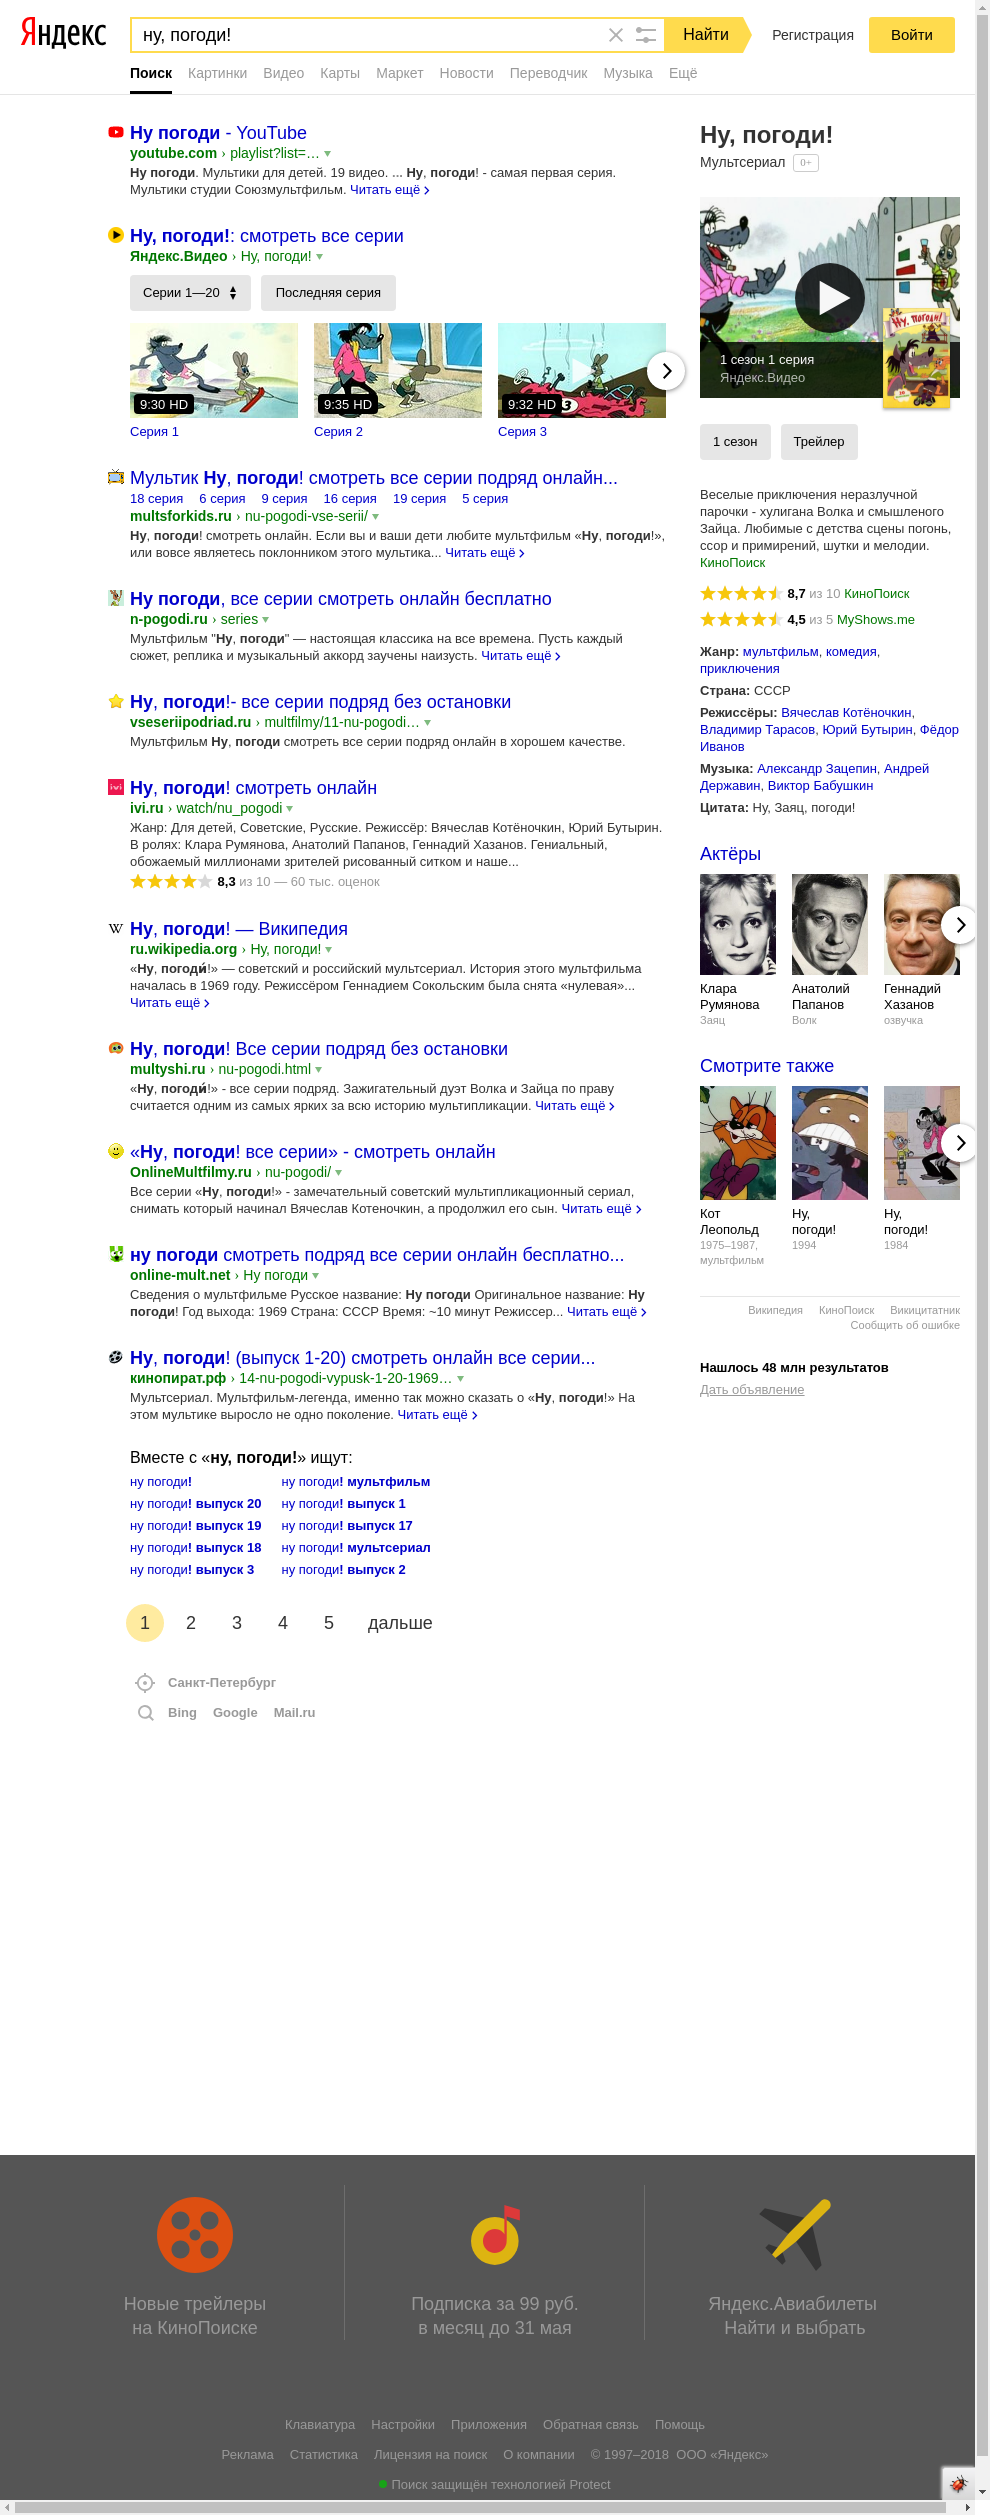 Яндекс
ну, погоди!
Найти
Регистрация
Войти
Поиск Картинки Видео Карты Маркет Новости Переводчик Музыка Ещё
Ну погоди - YouTube
youtube.com › playlist?list=…
Ну погоди. Мультики для детей. 19 видео. ... Ну, погоди! - самая первая серия.
Мультики студии Союзмультфильм. Читать ещё
Ну, погоди!: смотреть все серии
Яндекс.Видео › Ну, погоди!
Серии 1—20
Последняя серия
9:30 HD
9:35 HD
9:32 HD
Серия 1
Серия 2
Серия 3
Мультик Ну, погоди! смотреть все серии подряд онлайн...
18 серия 6 серия 9 серия 16 серия 19 серия 5 серия
multsforkids.ru › nu-pogodi-vse-serii/
Ну, погоди! смотреть онлайн. Если вы и ваши дети любите мультфильм «Ну, погоди!»,
или вовсе являетесь поклонником этого мультика... Читать ещё
Ну погоди, все серии смотреть онлайн бесплатно
n-pogodi.ru › series
Мультфильм "Ну, погоди" — настоящая классика на все времена. Пусть каждый
сюжет, реплика и музыкальный аккорд заучены наизусть. Читать ещё
Ну, погоди!- все серии подряд без остановки
vseseriipodriad.ru › multfilmy/11-nu-pogodi…
Мультфильм Ну, погоди смотреть все серии подряд онлайн в хорошем качестве.
ivi
Ну, погоди! смотреть онлайн
ivi.ru › watch/nu_pogodi
Жанр: Для детей, Советские, Русские. Режиссёр: Вячеслав Котёночкин, Юрий Бутырин.
В ролях: Клара Румянова, Анатолий Папанов, Геннадий Хазанов. Гениальный,
обожаемый миллионами зрителей рисованный ситком и наше...
8,3 из 10 — 60 тыс. оценок
W
Ну, погоди! — Википедия
ru.wikipedia.org › Ну, погоди!
«Ну, погоди́!» — советский и российский мультсериал. История этого мультфильма
началась в 1969 году. Режиссёром Геннадием Сокольским была снята «нулевая»...
Читать ещё
Ну, погоди! Все серии подряд без остановки
multyshi.ru › nu-pogodi.html
«Ну, погоди́!» - все серии подряд. Зажигательный дуэт Волка и Зайца по праву
считается одним из самых ярких за всю историю мультипликации. Читать ещё
«Ну, погоди! все серии» - смотреть онлайн
OnlineMultfilmy.ru › nu-pogodi/
Все серии «Ну, погоди!» - замечательный советский мультипликационный сериал,
снимать который начинал Вячеслав Котеночкин, а продолжил его сын. Читать ещё
ну погоди смотреть подряд все серии онлайн бесплатно...
online-mult.net › Ну погоди
Сведения о мультфильме Русское название: Ну погоди Оригинальное название: Ну
погоди! Год выхода: 1969 Страна: СССР Время: ~10 минут Режиссер... Читать ещё
Ну, погоди! (выпуск 1-20) смотреть онлайн все серии...
кинопират.рф › 14-nu-pogodi-vypusk-1-20-1969…
Мультсериал. Мультфильм-легенда, именно так можно сказать о «Ну, погоди!» На
этом мультике выросло не одно поколение. Читать ещё
Вместе с «ну, погоди!» ищут:
ну погоди! ну погоди! мультфильм
ну погоди! выпуск 20 ну погоди! выпуск 1
ну погоди! выпуск 19 ну погоди! выпуск 17
ну погоди! выпуск 18 ну погоди! мультсериал
ну погоди! выпуск 3 ну погоди! выпуск 2
1 2 3 4 5 дальше
Санкт-Петербург
Bing Google Mail.ru
Ну, погоди!
Мультсериал 0+
НУ, ПОГОДИ!
1 сезон 1 серия
Яндекс.Видео
1 сезон
Трейлер
Веселые приключения неразлучной
парочки - хулигана Волка и смышленого
Зайца. Любимые с детства сцены погонь,
ссор и примирений, шутки и мелодии.
КиноПоиск
8,7 из 10 КиноПоиск
4,5 из 5 MyShows.me
Жанр: мультфильм, комедия,
приключения
Страна: СССР
Режиссёры: Вячеслав Котёночкин,
Владимир Тарасов, Юрий Бутырин, Фёдор
Иванов
Музыка: Александр Зацепин, Андрей
Державин, Виктор Бабушкин
Цитата: Ну, Заяц, погоди!
Актёры
Клара
Румянова
Заяц
Анатолий
Папанов
Волк
Геннадий
Хазанов
озвучка
Смотрите также
Кот
Леопольд
1975–1987,
мультфильм
Ну,
погоди!
1994
Ну,
погоди!
1984
Википедия КиноПоиск Викицитатник
Сообщить об ошибке
Нашлось 48 млн результатов
Дать объявление
Новые трейлеры
на КиноПоиске
Подписка за 99 руб.
в месяц до 31 мая
Яндекс.Авиабилеты
Найти и выбрать
Клавиатура Настройки Приложения Обратная связь Помощь
Реклама Статистика Лицензия на поиск О компании © 1997–2018 ООО «Яндекс»
Поиск защищён технологией Protect